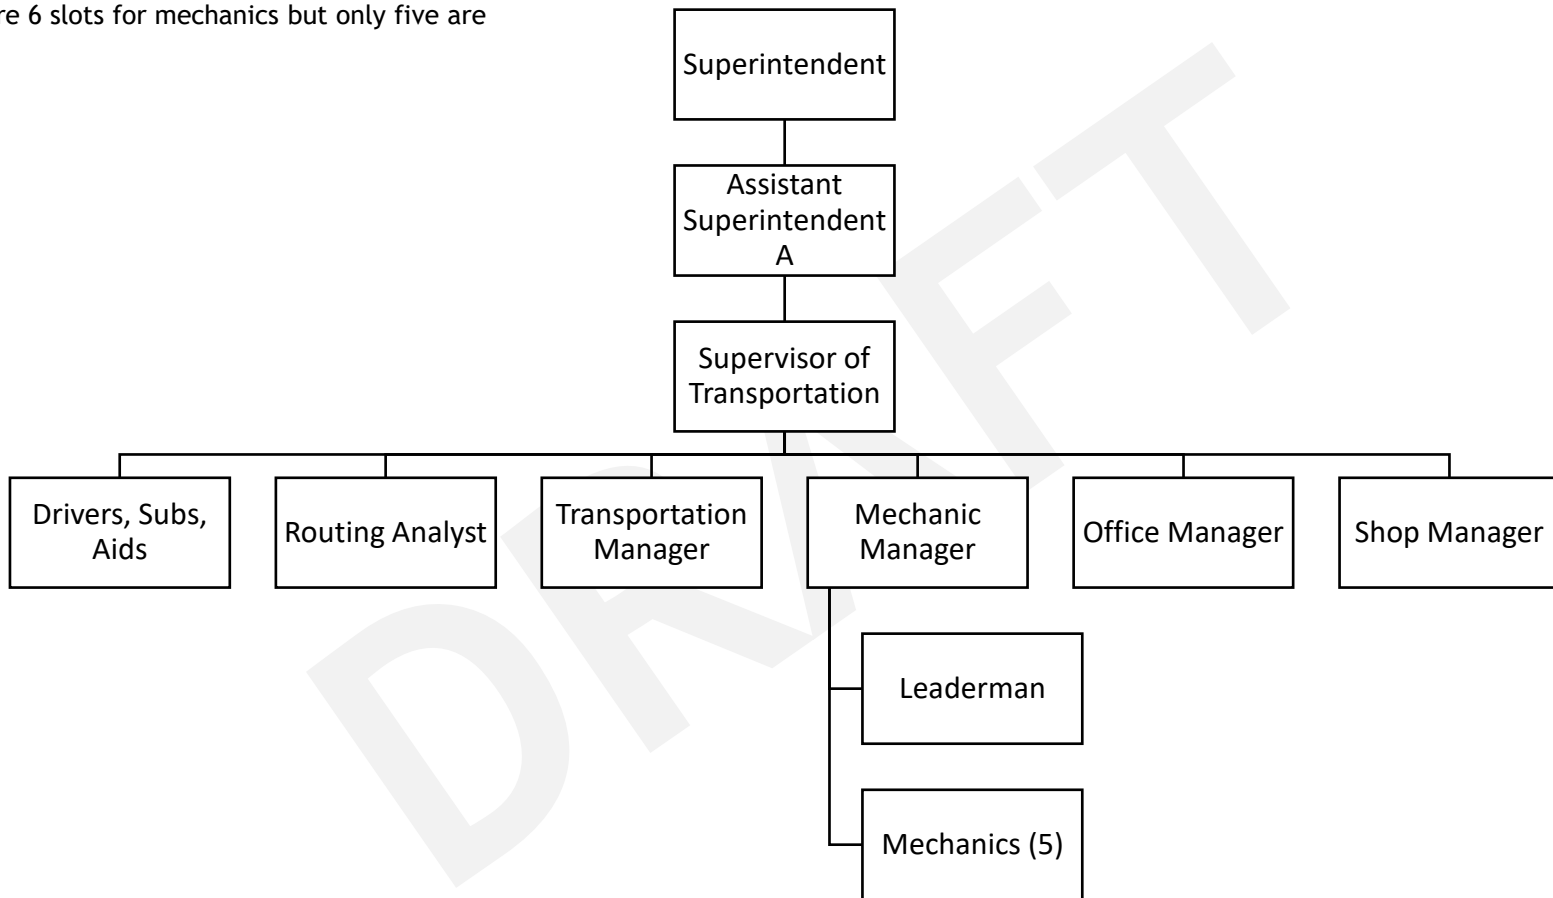 re 6 slots for mechanics but only five are
Superintendent
Assistant
Superintendent
A
Supervisor of
Transportation
Drivers, Subs,
Aids
Routing Analyst
Transportation
Manager
Mechanic
Manager
Office Manager
Shop Manager
Leaderman
Mechanics (5)
DRAFT